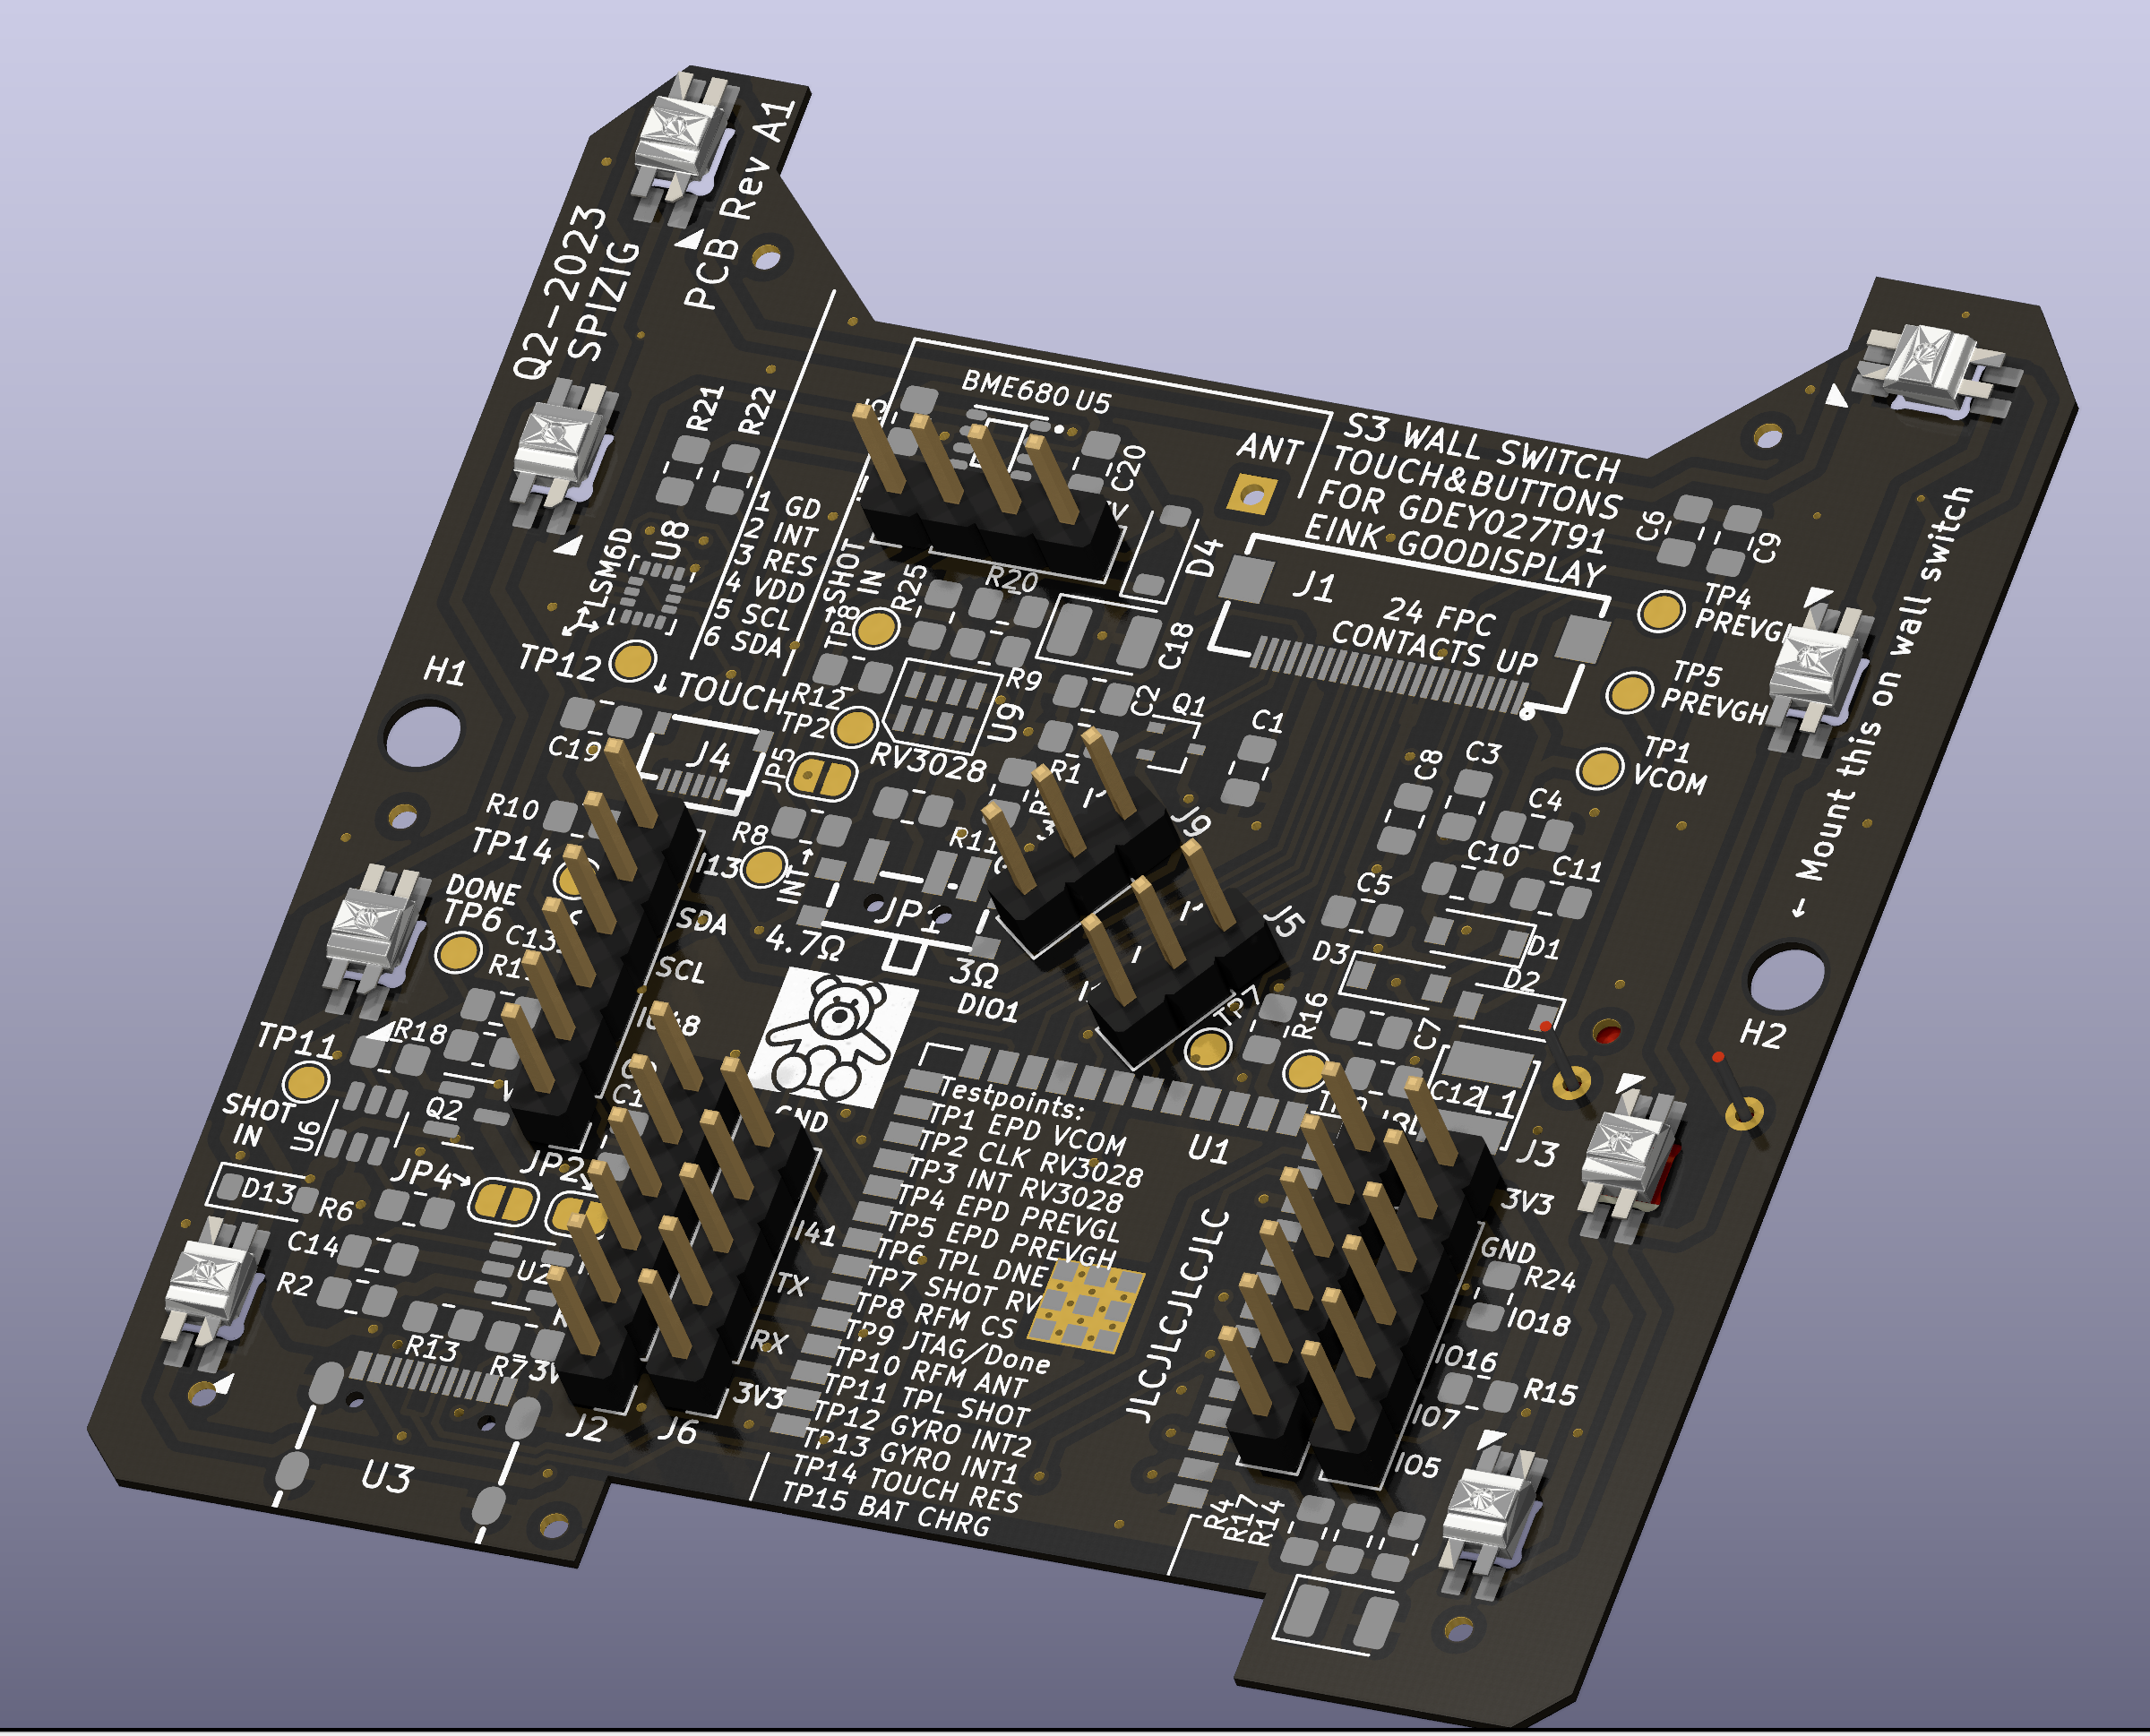 PCB Rev A1
Q2-2023
SPIZIG
R21
R22
BME680 U5
C20
ANT
S3 WALL SWITCH
TOUCH&BUTTONS
FOR GDEY027T91
EINK GOODISPLAY
C6
C9
← Mount this on wall switch
1 GD
2 INT
3 RES
4 VDD
5 SCL
6 SDA
LSM6D
U8
SHOT
IN
TP8
R25
R20
D4
C18
J1
24 FPC
CONTACTS UP
TP4
TP5
PREVGH
TP1
VCOM
H1
TP12
↓TOUCH
R12
TP2
R9
U9
RV3028
C2
Q1
C1
C19
J4
JP5
R1
C8
C3
C4
R10
R8
R11
J9
C10
C11
TP14
I13
INT→
JP1
C5
DONE
TP6
SDA
4.7Ω
3Ω
DIO1
J5
D3
D1
D2
SCL
TP7
R16
C7
H2
TP11
R18
C12
L1
SHOT
IN
U6
Q2
GND
J3
JP4→
JP2
D13
R6
C14
R2
U2
I41
TX
RX
3V3
R13
J2
J6
U3
U1
Testpoints:
TP1 EPD VCOM
TP2 CLK RV3028
TP3 INT RV3028
TP4 EPD PREVGL
TP5 EPD PREVGH
TP6 TPL DNE
TP7 SHOT RV
TP8 RFM CS
TP9 JTAG/Done
TP10 RFM ANT
TP11 TPL SHOT
TP12 GYRO INT2
TP13 GYRO INT1
TP14 TOUCH RES
TP15 BAT CHRG
JLCJLCJLCJLC
3V3
GND
R24
IO18
IO16
R15
IO7
IO5
R4
R17
R14